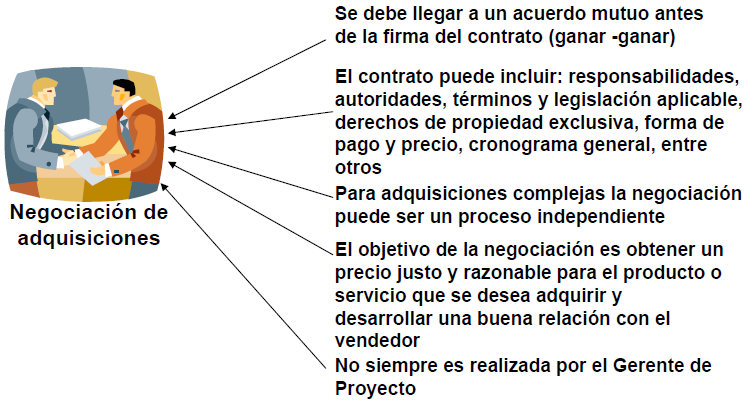 Se debe llegar a un acuerdo mutuo antes
de la firma del contrato (ganar -ganar)
El contrato puede incluir: responsabilidades,
autoridades, términos y legislación aplicable,
derechos de propiedad exclusiva, forma de
pago y precio, cronograma general, entre
otros
Para adquisiciones complejas la negociación
puede ser un proceso independiente
Negociación de
adquisiciones
El objetivo de la negociación es obtener un
precio justo y razonable para el producto o
servicio que se desea adquirir y
desarrollar una buena relación con el
vendedor
No siempre es realizada por el Gerente de
Proyecto